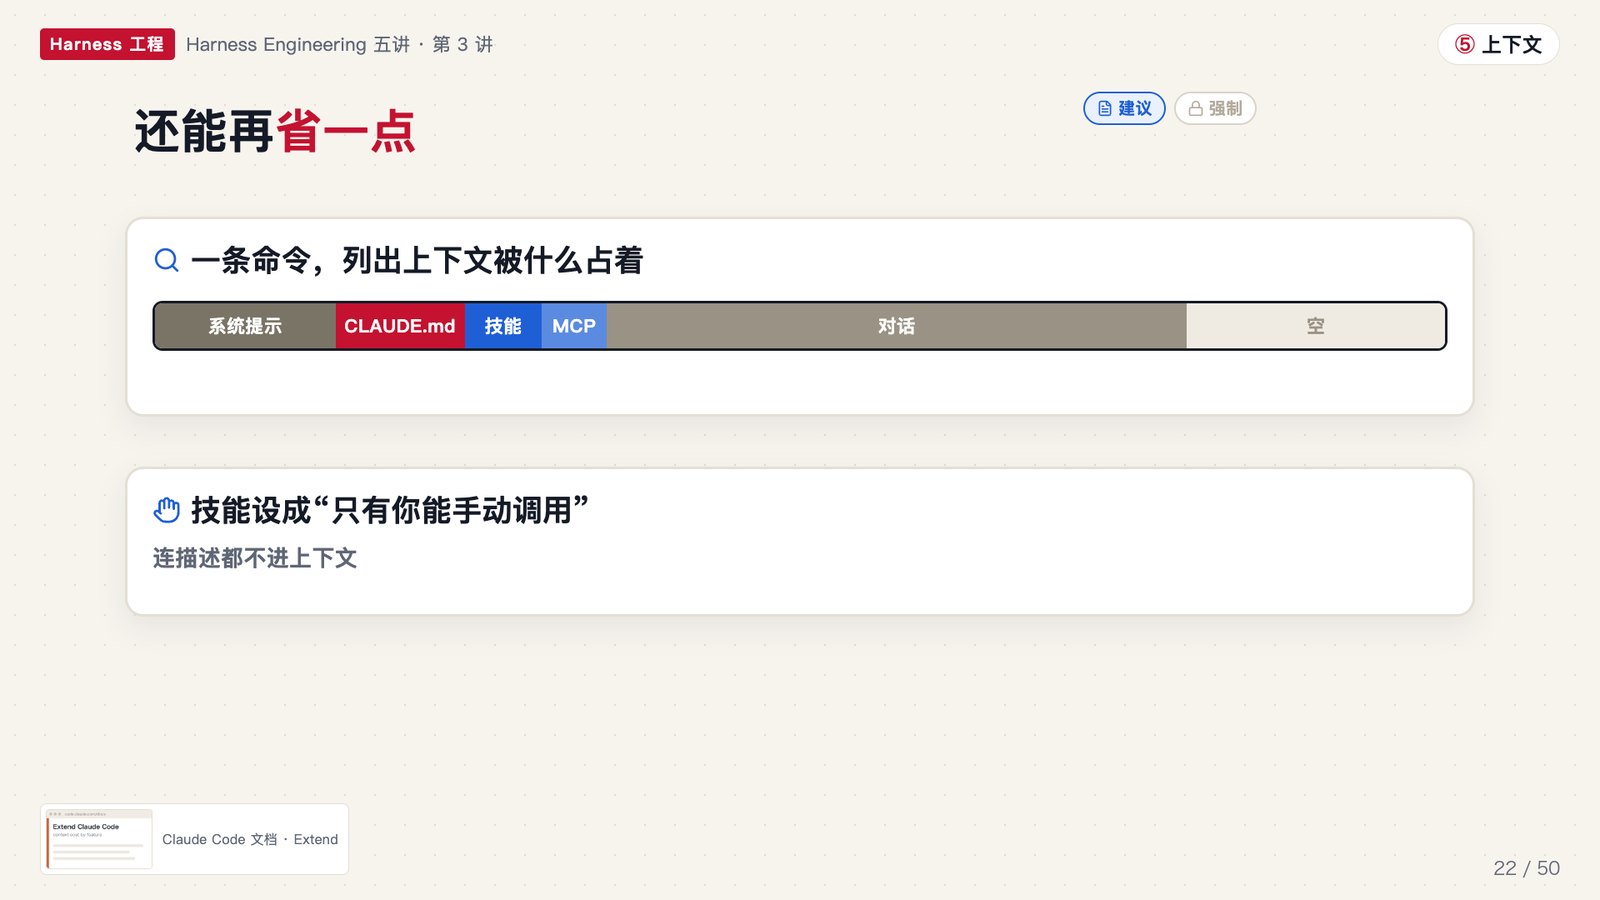 Harness 工程 Harness Engineering 五讲 · 第 3 讲
⑤ 上下文
还能再省一点
建议
强制
一条命令，列出上下文被什么占着
系统提示 CLAUDE.md 技能 MCP 对话 空
技能设成“只有你能手动调用”
连描述都不进上下文
Extend Claude Code
Claude Code 文档 · Extend
22 / 50